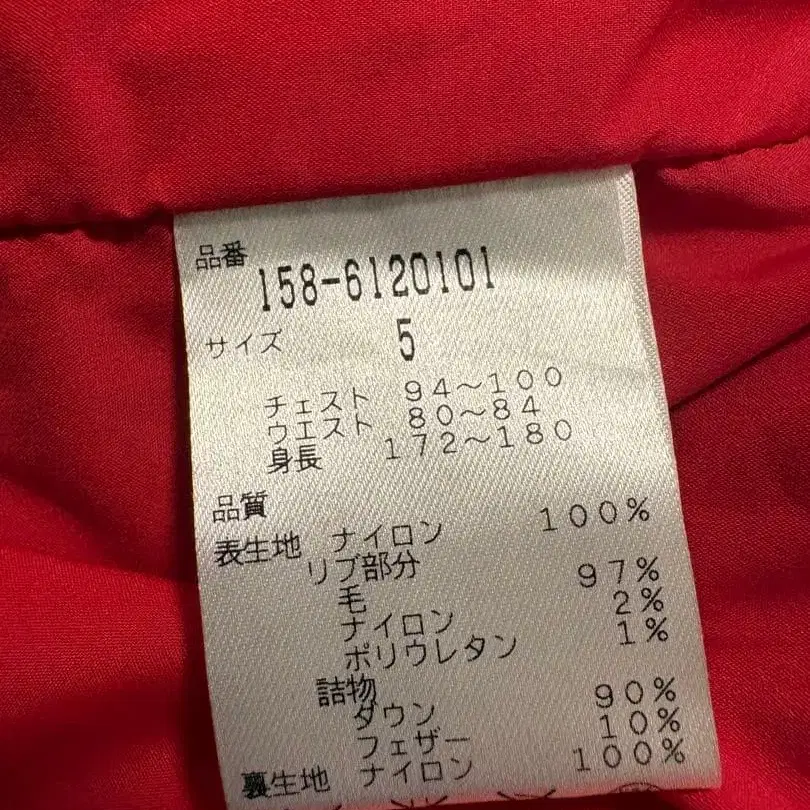 品番
158-6120101
サイズ 5
チェスト 94～100
ウエスト 80～84
身長 172～180
品質
表生地 ナイロン 100%
リブ部分
毛 97%
ナイロン 2%
ポリウレタン 1%
詰物
ダウン 90%
フェザー 10%
裏生地 ナイロン 100%